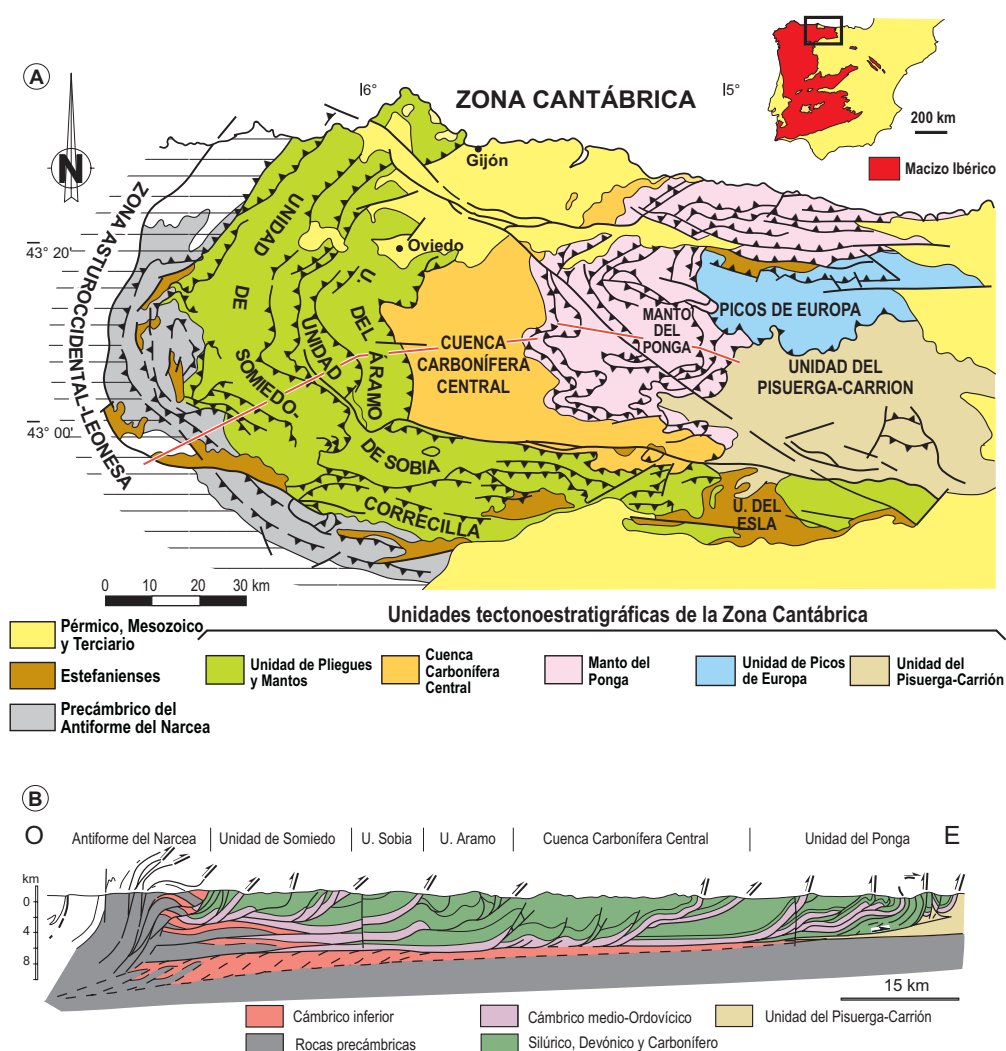 A
N
6°
ZONA CANTÁBRICA
5°
200 km
Macizo Ibérico
Gijón
Oviedo
43° 20'
43° 00'
ZONA ASTUROCCIDENTAL-LEONESA
UNIDAD
DE
SOMIEDO-
CORRECILLA
UNIDAD
DE SOBIA
U.
DEL ARAMO
CUENCA
CARBONÍFERA
CENTRAL
MANTO
DEL
PONGA
PICOS DE EUROPA
UNIDAD DEL
PISUERGA-CARRION
U. DEL
ESLA
0 10 20 30 km
Unidades tectonoestratigráficas de la Zona Cantábrica
Pérmico, Mesozoico
y Terciario
Estefanienses
Precámbrico del
Antiforme del Narcea
Unidad de Pliegues
y Mantos
Cuenca
Carbonífera
Central
Manto del
Ponga
Unidad de Picos
de Europa
Unidad del
Pisuerga-Carrión
B
O
Antiforme del Narcea
Unidad de Somiedo
U. Sobia
U. Aramo
Cuenca Carbonífera Central
Unidad del Ponga
E
km
0
4
8
15 km
Cámbrico inferior
Cámbrico medio-Ordovícico
Unidad del Pisuerga-Carrión
Rocas precámbricas
Silúrico, Devónico y Carbonífero